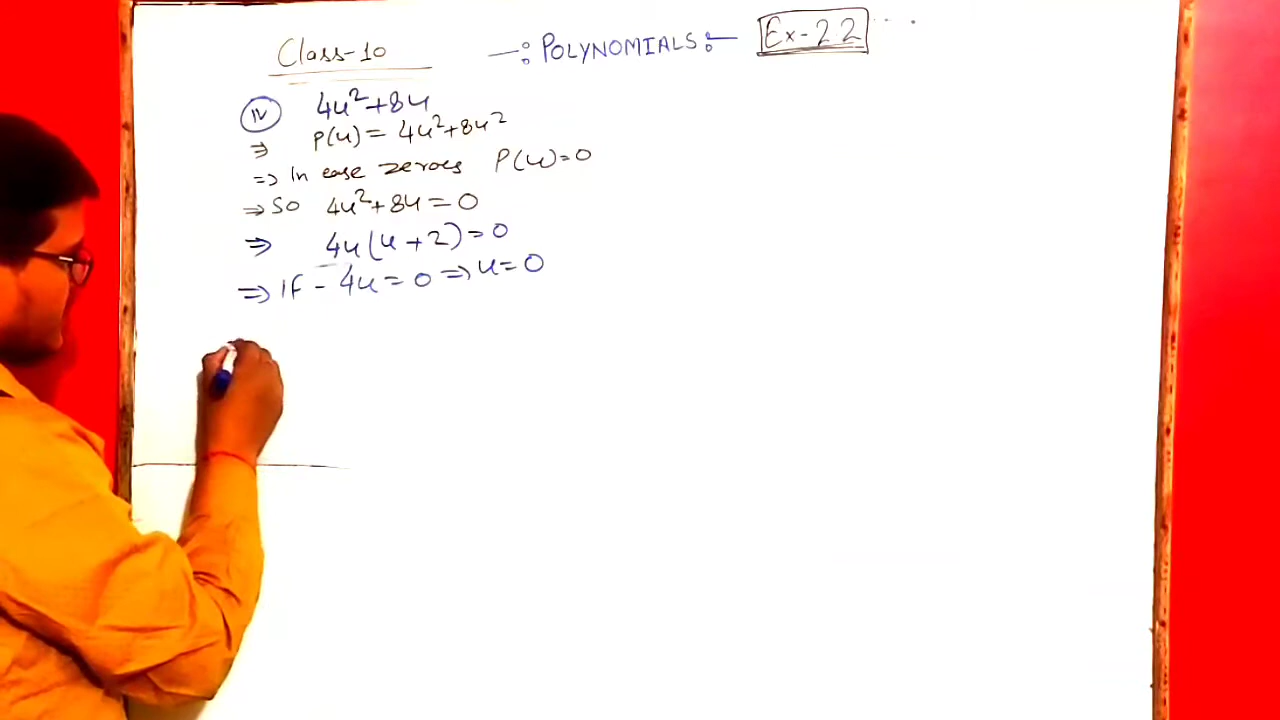 Class-10 —: POLYNOMIALS :— Ex-2.2
(iv) 4u²+8u
⇒ P(u) = 4u²+8u²
⇒ In case zeroes P(u)=0
⇒ So 4u²+8u = 0
⇒ 4u(u+2)=0
⇒ If - 4u = 0 ⇒ u = 0